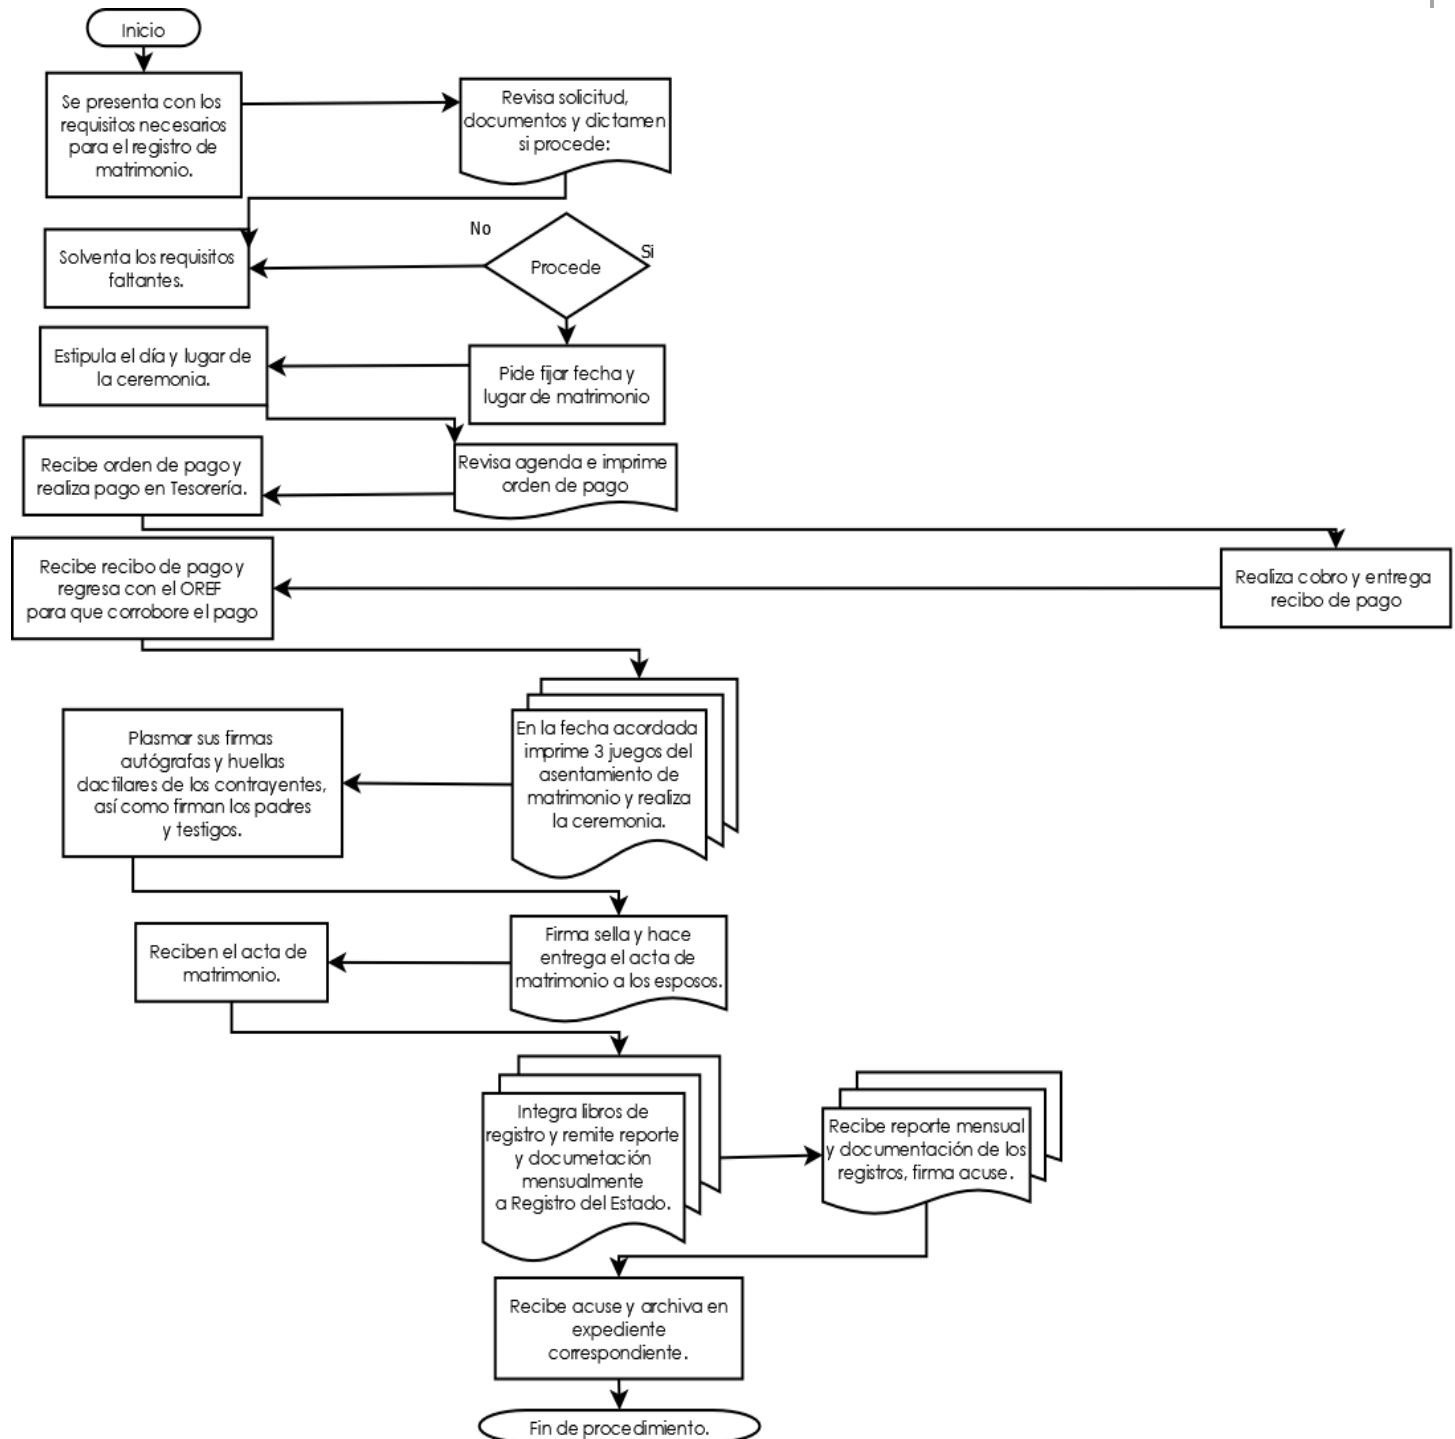 Inicio
Se presenta con los
requisitos necesarios
para el registro de
matrimonio.
Revisa solicitud,
documentos y dictamen
si procede:
No
Si
Solventa los requisitos
faltantes.
Procede
Estipula el día y lugar de
la ceremonia.
Pide fijar fecha y
lugar de matrimonio
Recibe orden de pago y
realiza pago en Tesorería.
Revisa agenda e imprime
orden de pago
Recibe recibo de pago y
regresa con el OREF
para que corrobore el pago
Realiza cobro y entrega
recibo de pago
En la fecha acordada
imprime 3 juegos del
asentamiento de
matrimonio y realiza
la ceremonia.
Plasmar sus firmas
autógrafas y huellas
dactilares de los contrayentes,
así como firman los padres
y testigos.
Firma sella y hace
entrega el acta de
matrimonio a los esposos.
Reciben el acta de
matrimonio.
Integra libros de
registro y remite reporte
y documetación
mensualmente
a Registro del Estado.
Recibe reporte mensual
y documentación de los
registros, firma acuse.
Recibe acuse y archiva en
expediente
correspondiente.
Fin de procedimiento.